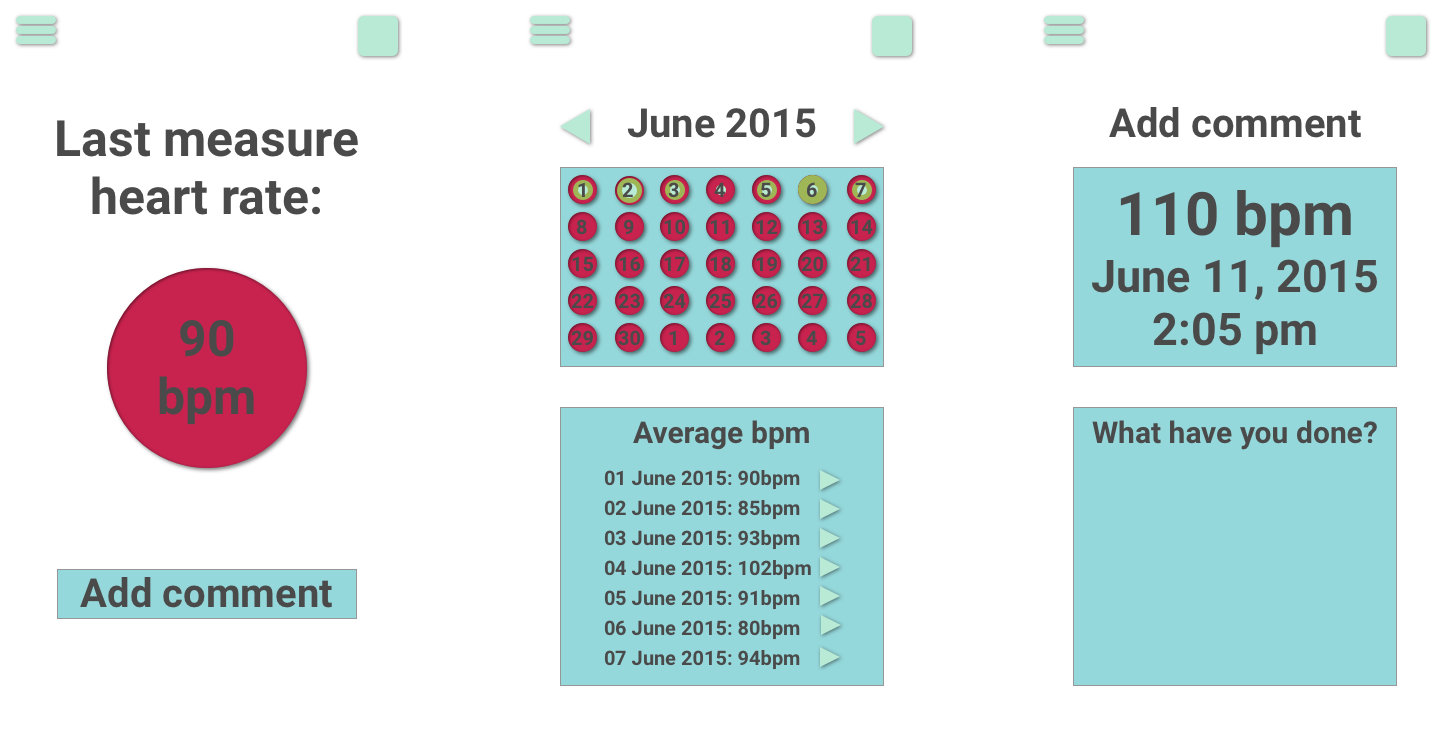 Last measure
heart rate:
90
bpm
Add comment
June 2015
1 2 3 4 5 6 7
8 9 10 11 12 13 14
15 16 17 18 19 20 21
22 23 24 25 26 27 28
29 30 1 2 3 4 5
Average bpm
01 June 2015: 90bpm
02 June 2015: 85bpm
03 June 2015: 93bpm
04 June 2015: 102bpm
05 June 2015: 91bpm
06 June 2015: 80bpm
07 June 2015: 94bpm
Add comment
110 bpm
June 11, 2015
2:05 pm
What have you done?